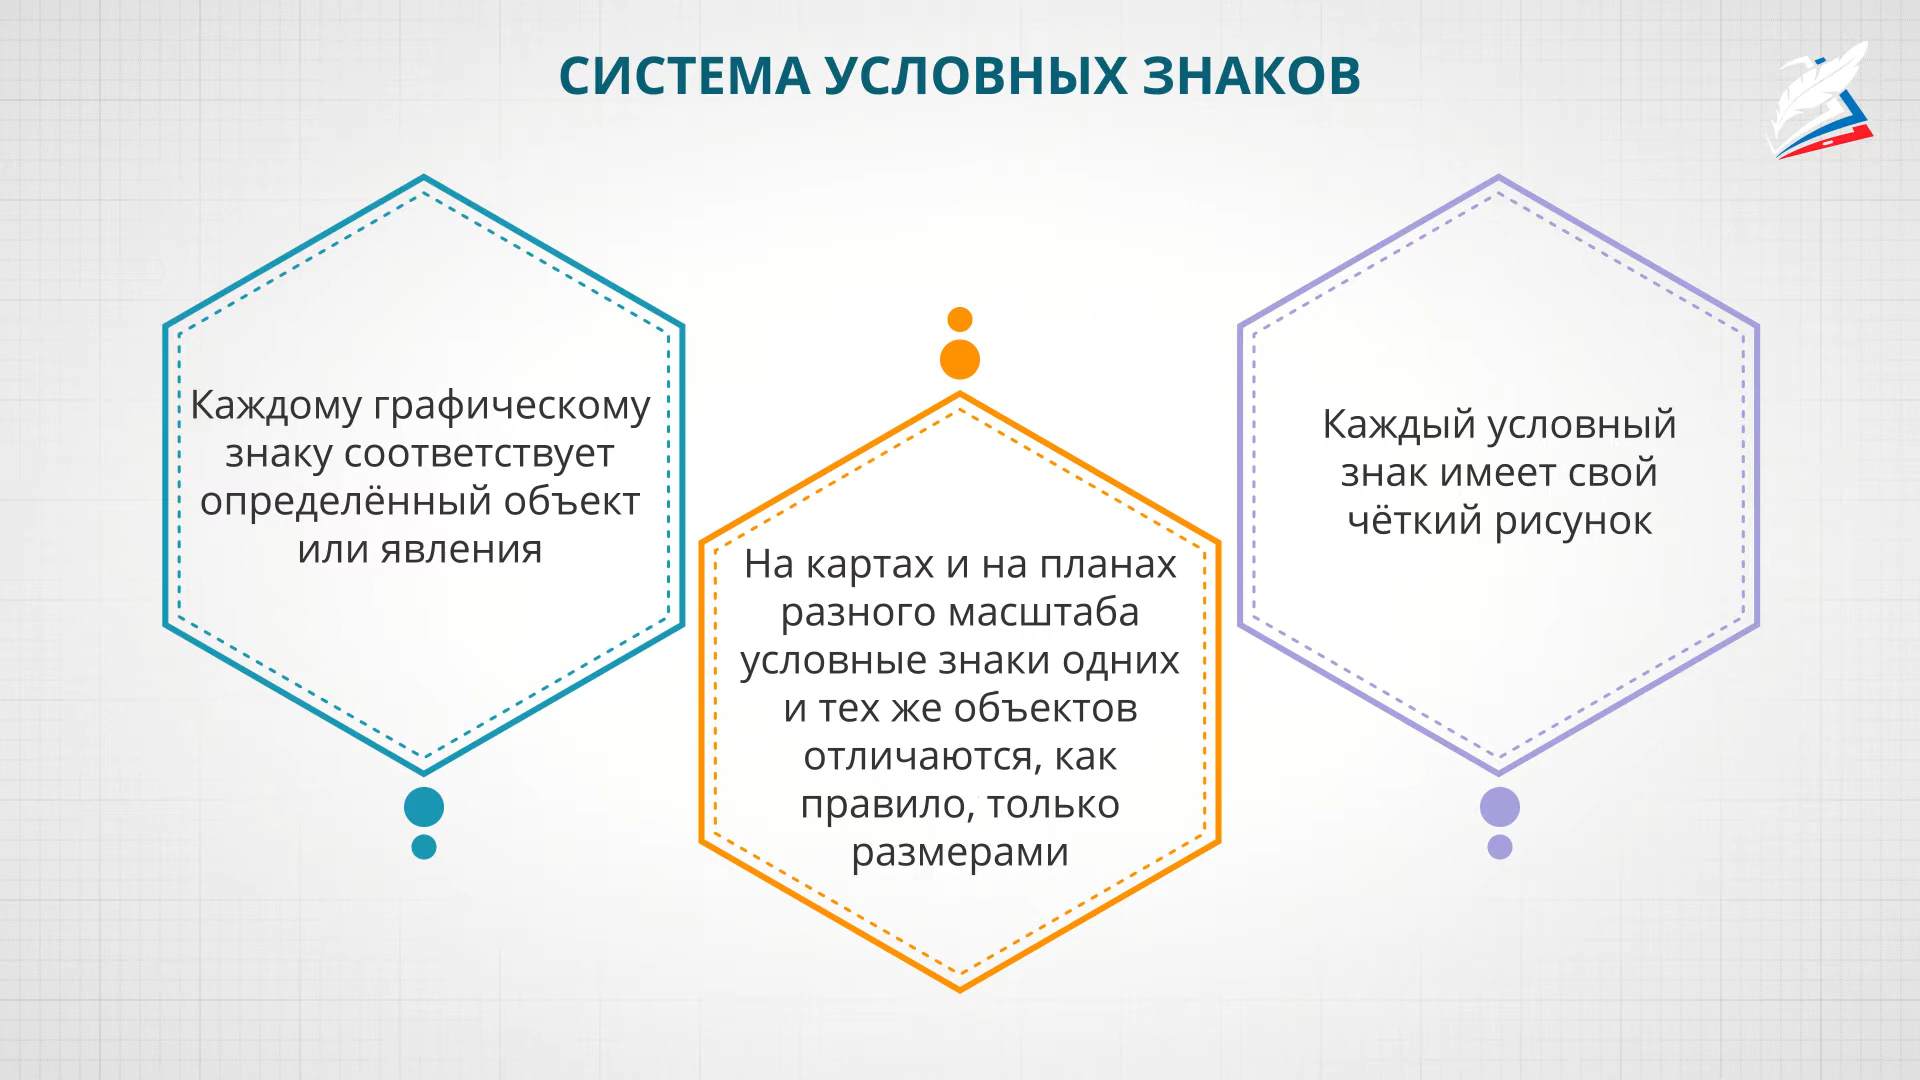 СИСТЕМА УСЛОВНЫХ ЗНАКОВ
Каждому графическому
знаку соответствует
определённый объект
или явления
На картах и на планах
разного масштаба
условные знаки одних
и тех же объектов
отличаются, как
правило, только
размерами
Каждый условный
знак имеет свой
чёткий рисунок